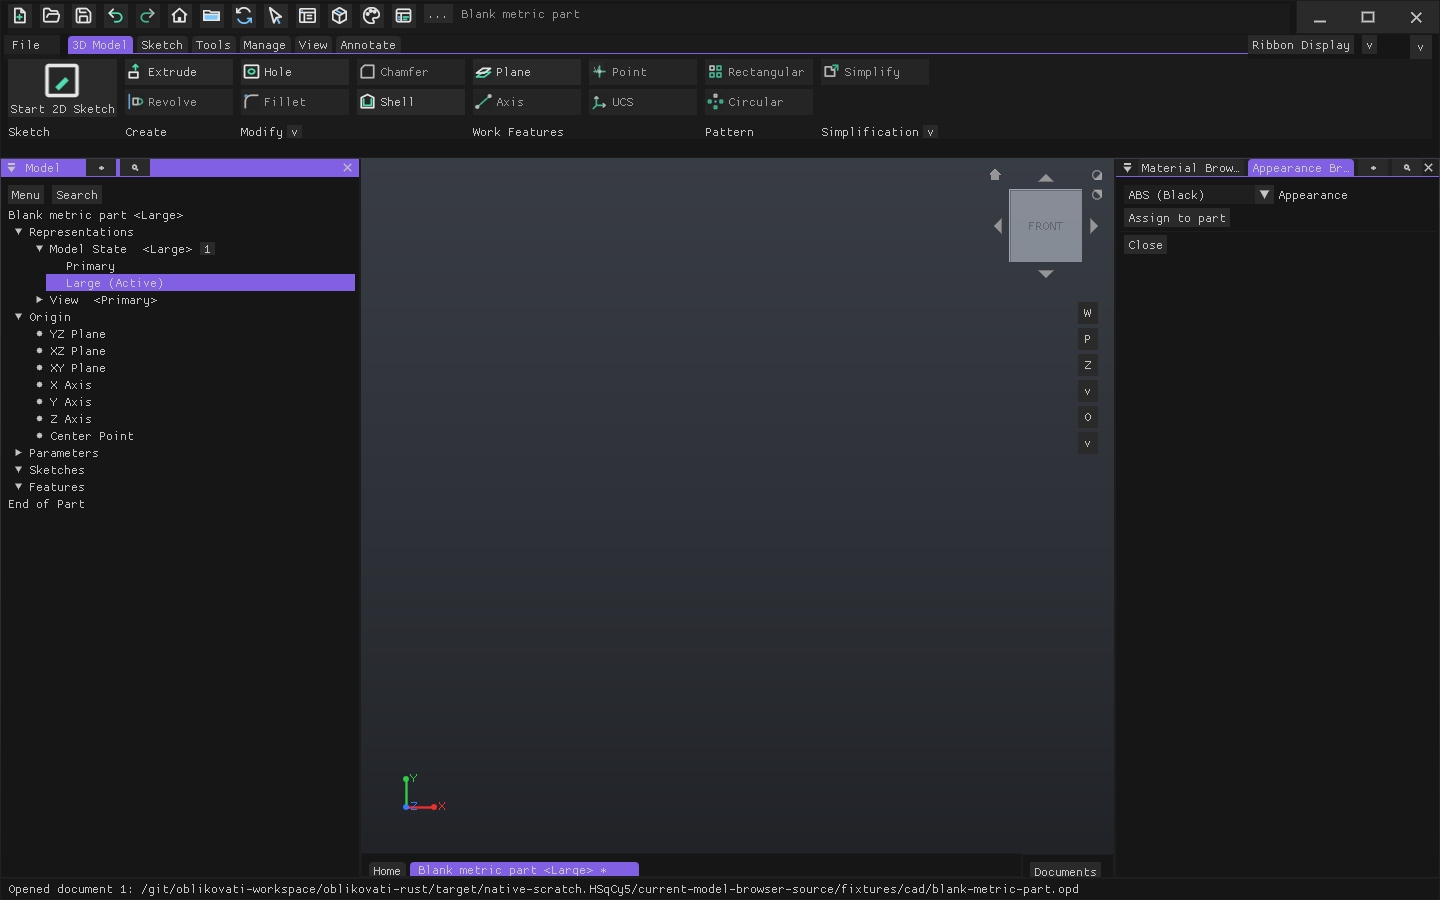 ... Blank metric part
File 3D Model Sketch Tools Manage View Annotate Ribbon Display v v
Start 2D Sketch
Extrude Hole Chamfer Plane Point Rectangular Simplify
Revolve Fillet Shell Axis UCS Circular
Sketch Create Modify v Work Features Pattern Simplification v
Model
Menu Search
Blank metric part <Large>
Representations
Model State <Large> 1
Primary
Large (Active)
View <Primary>
Origin
YZ Plane
XZ Plane
XY Plane
X Axis
Y Axis
Z Axis
Center Point
Parameters
Sketches
Features
End of Part
FRONT
W
P
Z
v
O
v
Y
Z X
Material Brow… Appearance Br…
ABS (Black) Appearance
Assign to part
Close
Home Blank metric part <Large> * Documents
Opened document 1: /git/oblikovati-workspace/oblikovati-rust/target/native-scratch.HSqCy5/current-model-browser-source/fixtures/cad/blank-metric-part.opd